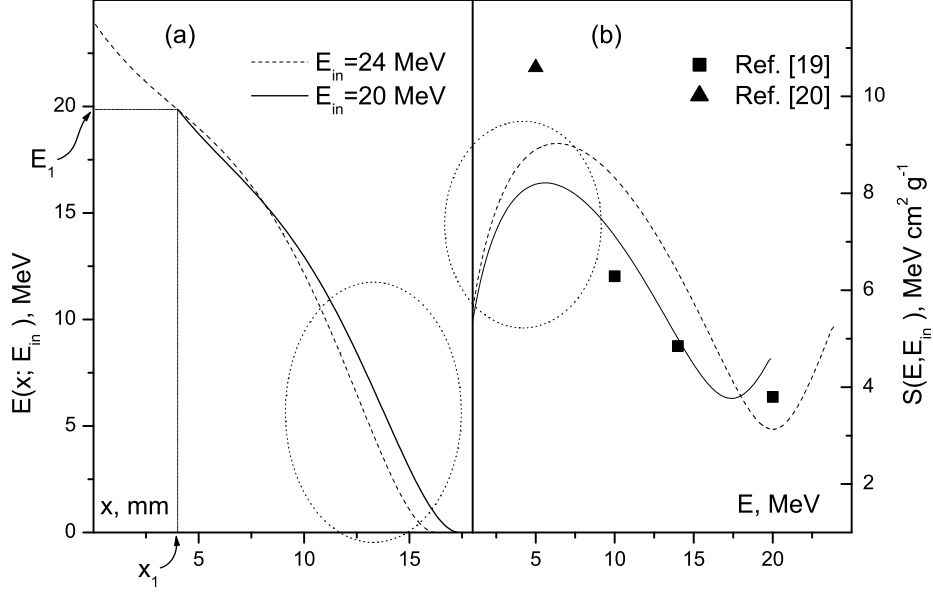 (a)
E_in=24 MeV
E_in=20 MeV
(b)
Ref. [19]
Ref. [20]
20
15
10
5
0
E_1
E(x; E_in ), MeV
x, mm
x_1
5
10
15
E, MeV
5
10
15
20
10
8
6
4
2
S(E,E_in ), MeV cm^2 g^-1